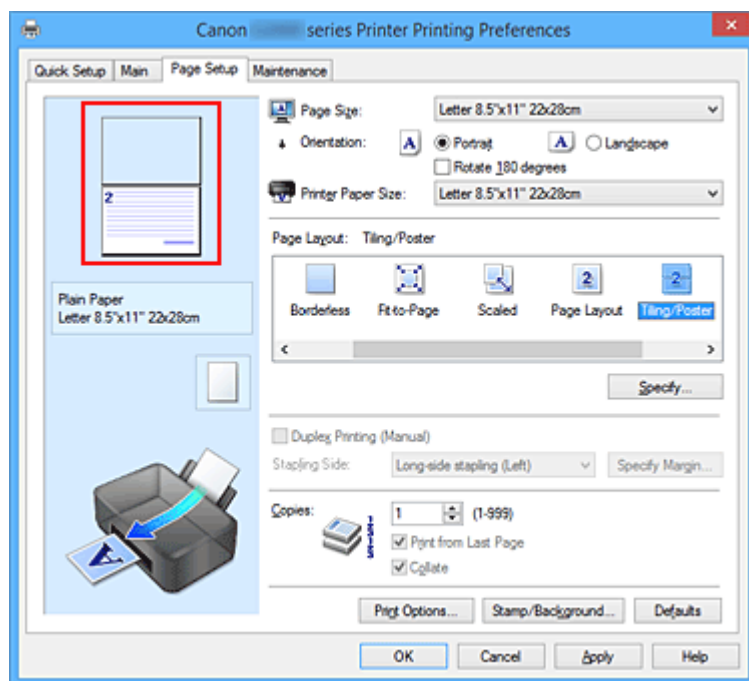 Canon series Printer Printing Preferences
Quick Setup Main Page Setup Maintenance
2
Plain Paper
Letter 8.5"x11" 22x28cm
A
Page Size: Letter 8.5"x11" 22x28cm
Orientation: A Portrait A Landscape
Rotate 180 degrees
Printer Paper Size: Letter 8.5"x11" 22x28cm
Page Layout: Tiling/Poster
2 2
Borderless Fit-to-Page Scaled Page Layout Tiling/Poster
Specify...
Duplex Printing (Manual)
Stapling Side: Long-side stapling (Left) Specify Margin...
Copies: 1 (1-999)
Print from Last Page
Collate
Print Options... Stamp/Background... Defaults
OK Cancel Apply Help